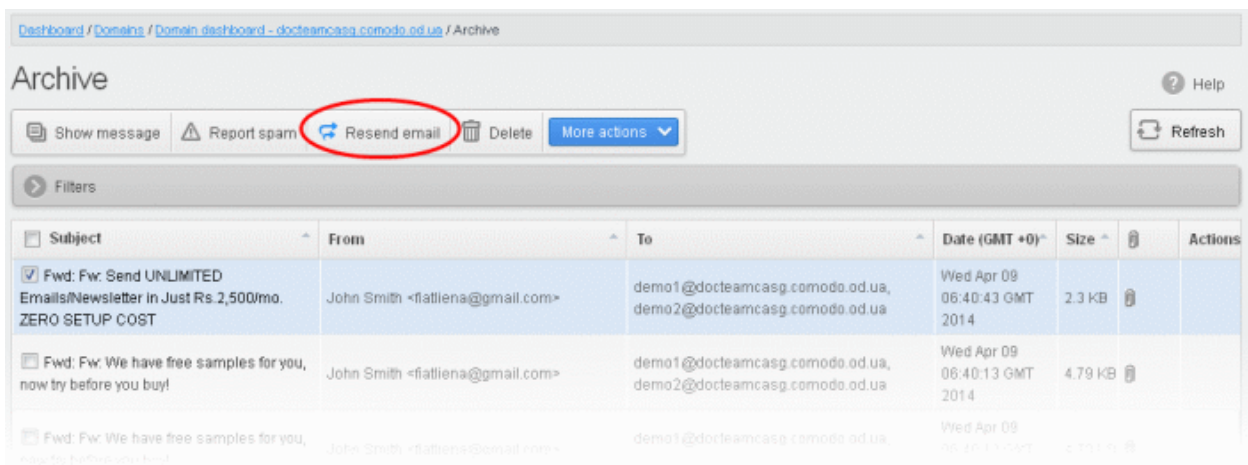 Dashboard / Domains / Domain dashboard - docteamcasg.comodo.od.ua / Archive
Archive
Help
Show message Report spam Resend email Delete More actions
Refresh
Filters
Subject From To Date (GMT +0) Size Actions
Fwd: Fw: Send UNLIMITED
Emails/Newsletter in Just Rs.2,500/mo.
ZERO SETUP COST
John Smith <flatliena@gmail.com>
demo1@docteamcasg.comodo.od.ua,
demo2@docteamcasg.comodo.od.ua
Wed Apr 09
06:40:43 GMT
2014
2.3 KB
Fwd: Fw: We have free samples for you,
now try before you buy!
John Smith <flatliena@gmail.com>
demo1@docteamcasg.comodo.od.ua,
demo2@docteamcasg.comodo.od.ua
Wed Apr 09
06:40:13 GMT
2014
4.79 KB
Fwd: Fw: We have free samples for you,
John Smith <flatliena@gmail.com>
demo1@docteamcasg.comodo.od.ua,
Wed Apr 09